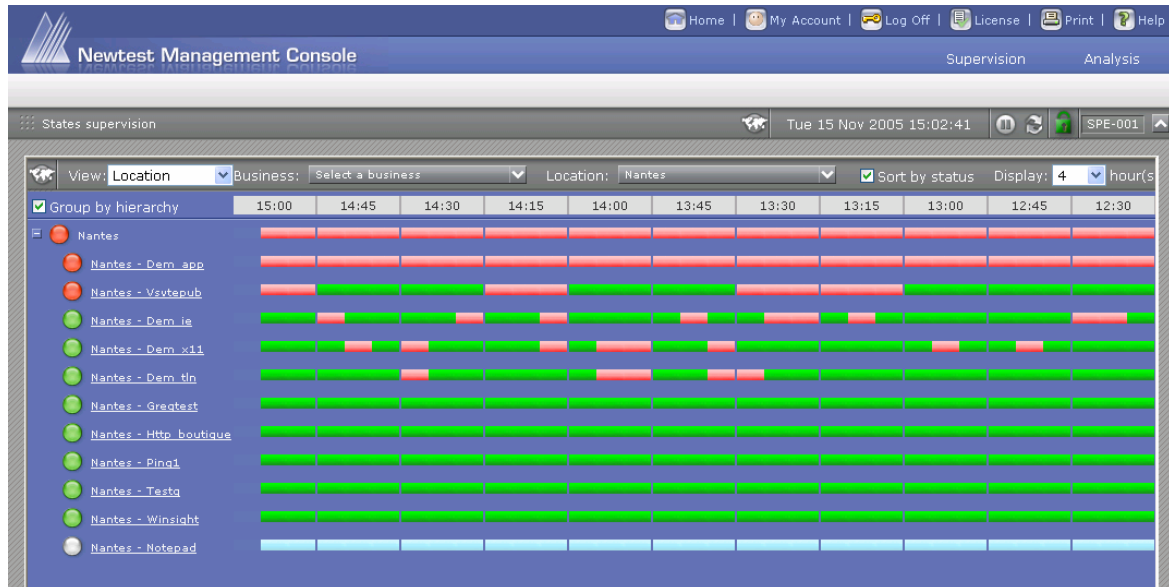 Home | My Account | Log Off | License | Print | Help
Newtest Management Console
Supervision Analysis
States supervision Tue 15 Nov 2005 15:02:41 SPE-001
View: Location Business: Select a business Location: Nantes Sort by status Display: 4 hour(s
Group by hierarchy 15:00 14:45 14:30 14:15 14:00 13:45 13:30 13:15 13:00 12:45 12:30
Nantes
Nantes - Dem_app
Nantes - Vsvtepub
Nantes - Dem_ie
Nantes - Dem_x11
Nantes - Dem_tln
Nantes - Gregtest
Nantes - Http_boutique
Nantes - Ping1
Nantes - Testg
Nantes - Winsight
Nantes - Notepad